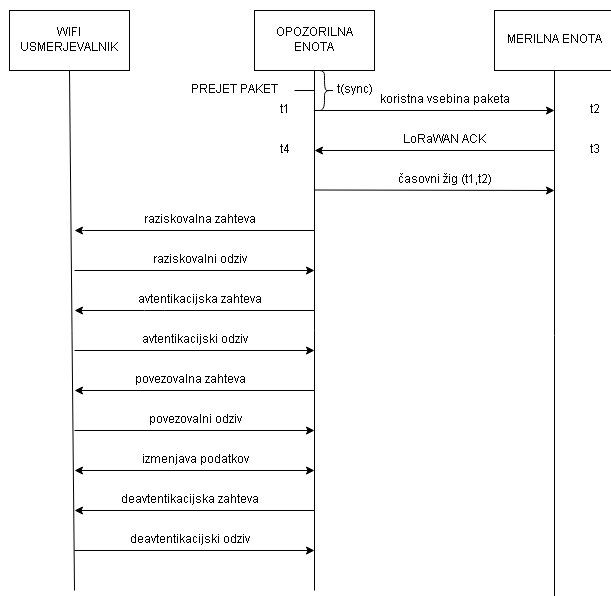 WIFI
USMERJEVALNIK
OPOZORILNA
ENOTA
MERILNA ENOTA
PREJET PAKET
t(sync)
koristna vsebina paketa
t1
t2
LoRaWAN ACK
t4
t3
časovni žig (t1,t2)
raziskovalna zahteva
raziskovalni odziv
avtentikacijska zahteva
avtentikacijski odziv
povezovalna zahteva
povezovalni odziv
izmenjava podatkov
deavtentikacijska zahteva
deavtentikacijski odziv